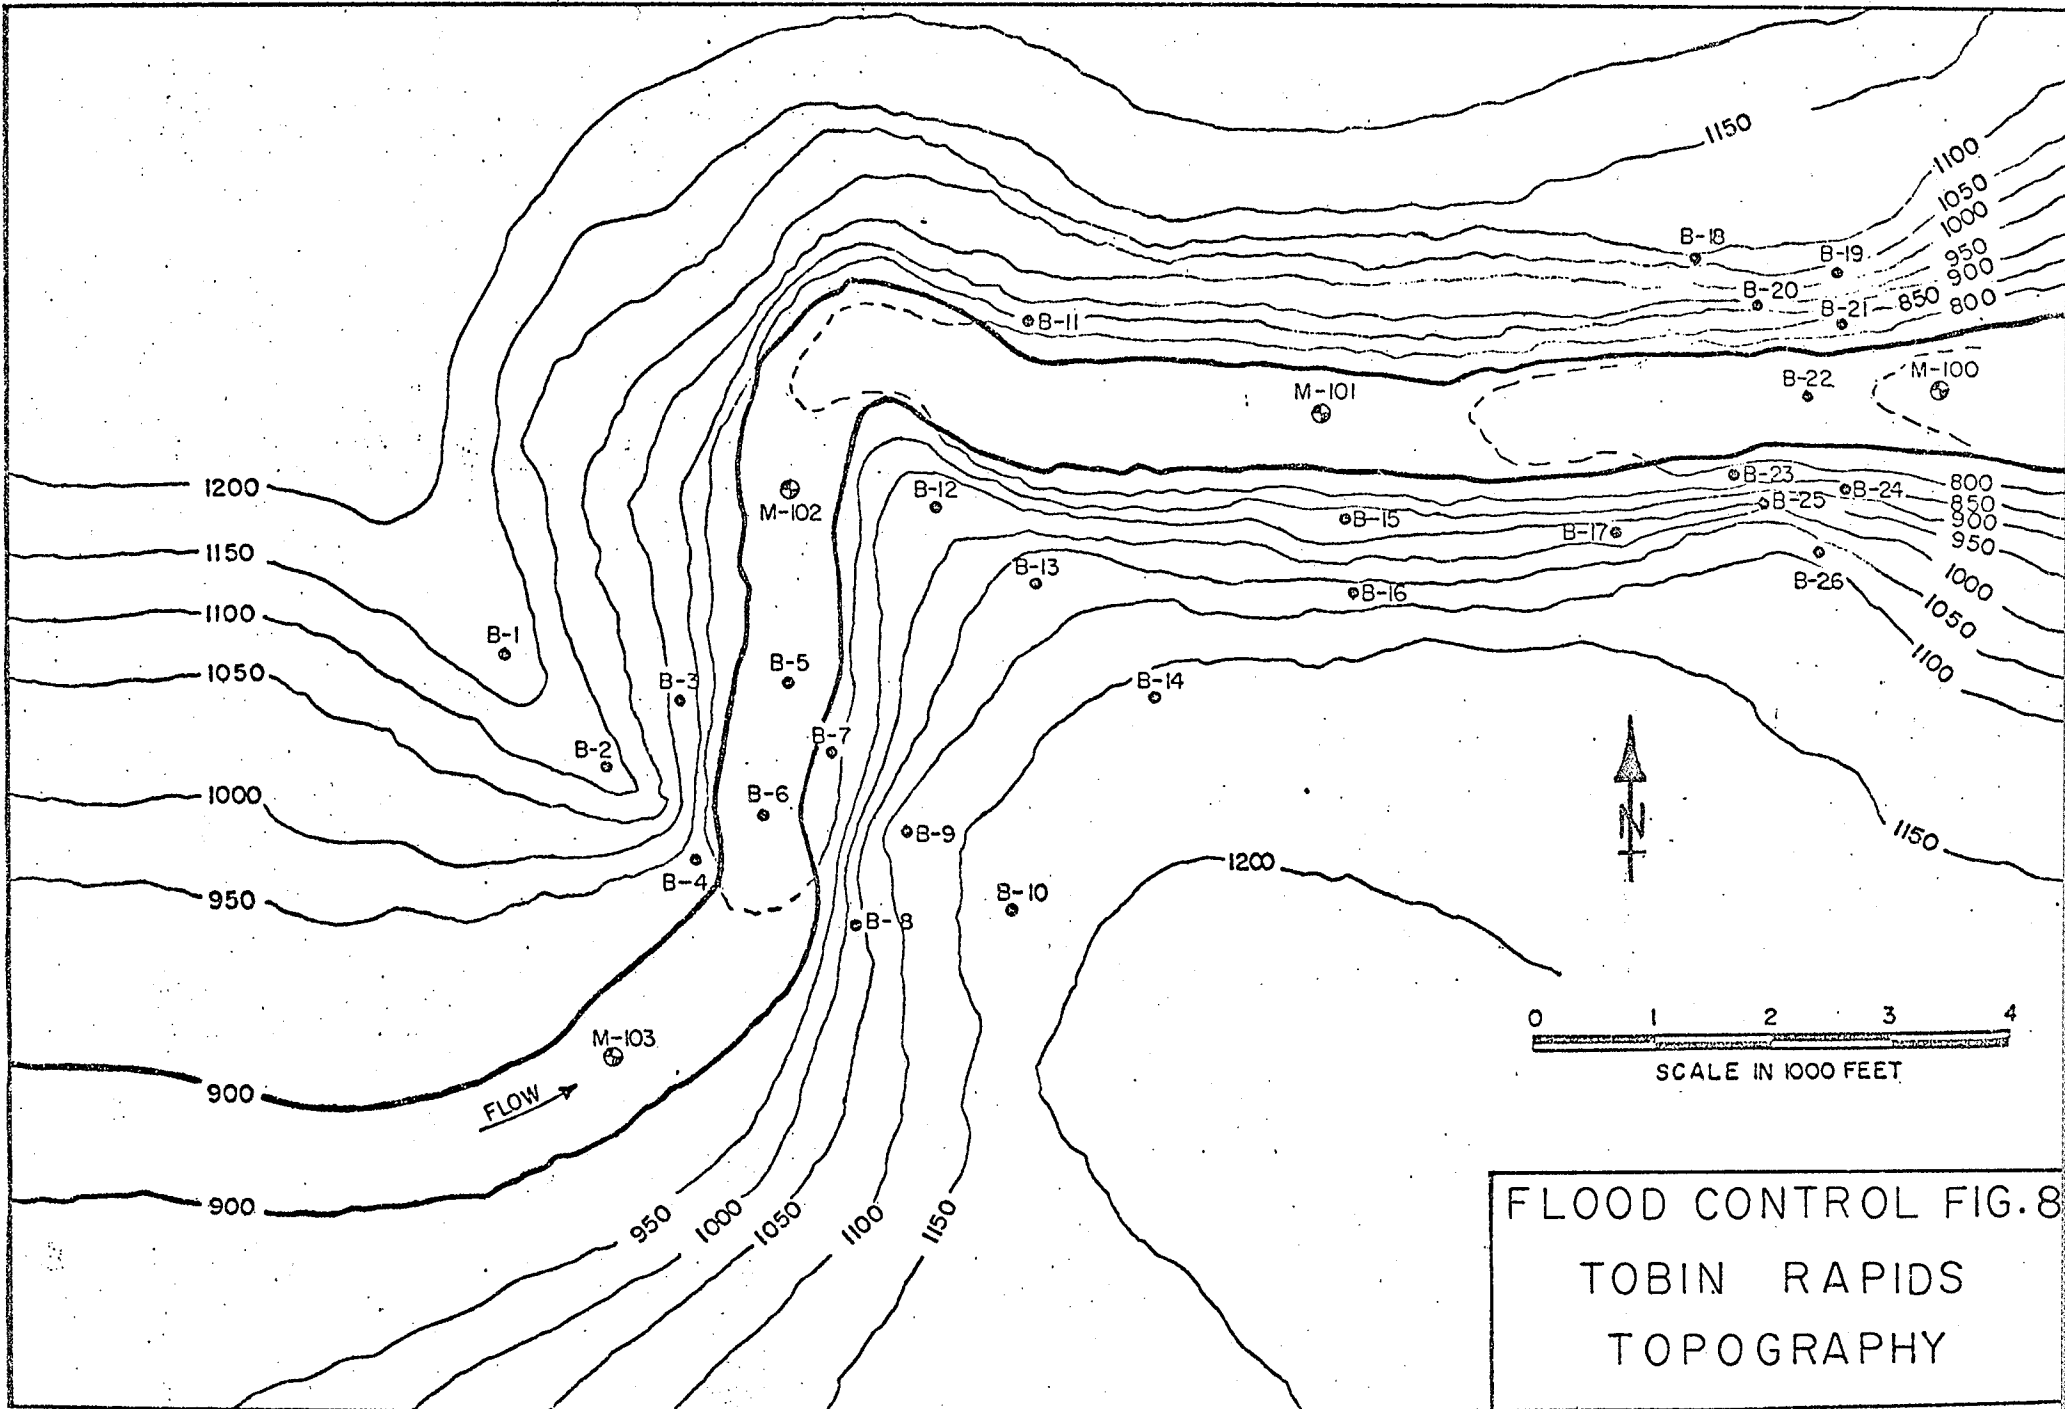 1150
1100
1050
1000
950
900
850
800
B-18
B-19
B-20
B-21
B-11
M-101
B-22
M-100
1200
M-102
B-12
B-23
B-24
B-25
800
850
900
950
B-15
B-17
1150
B-13
B-16
B-26
1000
1050
1100
1100
B-1
B-5
1050
B-3
B-14
B-2
B-7
1000
B-6
B-9
N
1150
1200
B-4
950
B-10
B-8
0 1 2 3 4
SCALE IN 1000 FEET
M-103
FLOW
900
900
950
1000
1050
1100
1150
FLOOD CONTROL FIG. 8
TOBIN RAPIDS
TOPOGRAPHY